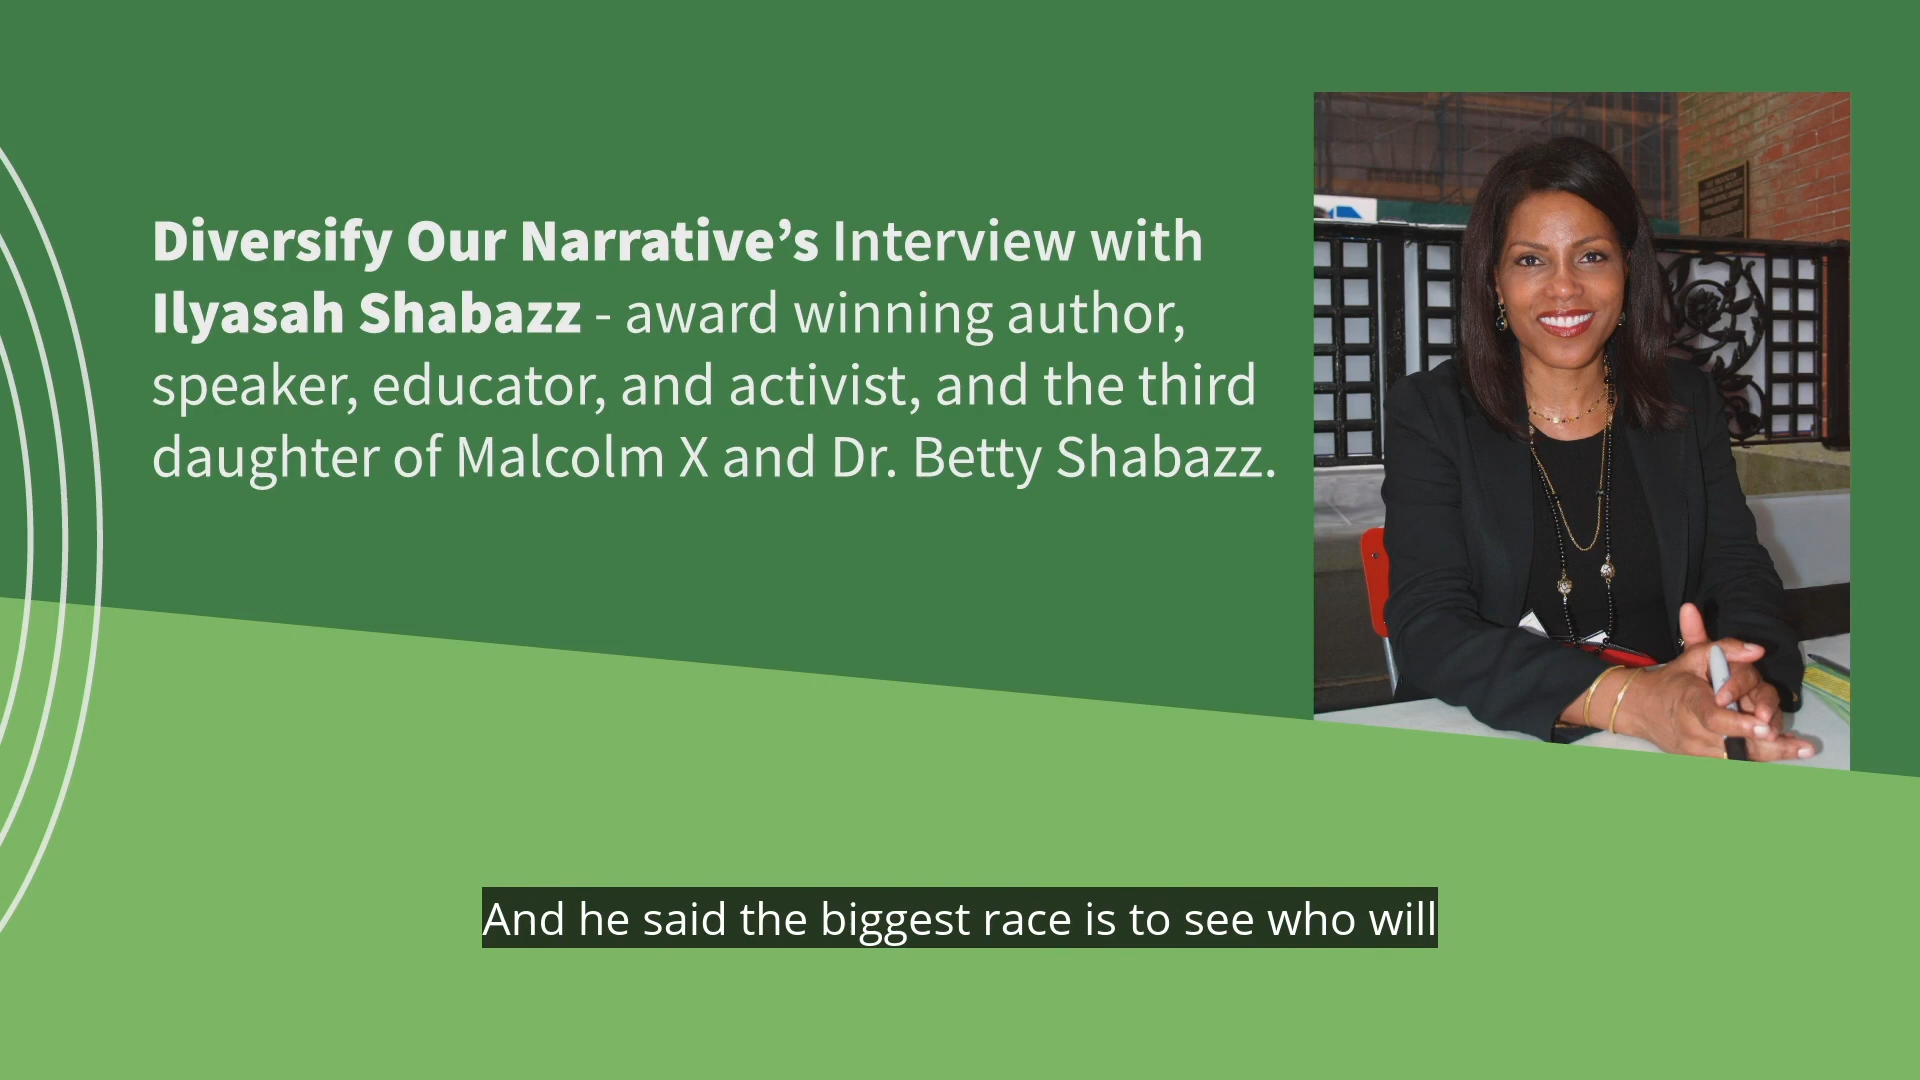 Diversify Our Narrative’s Interview with
Ilyasah Shabazz - award winning author,
speaker, educator, and activist, and the third
daughter of Malcolm X and Dr. Betty Shabazz.
And he said the biggest race is to see who will